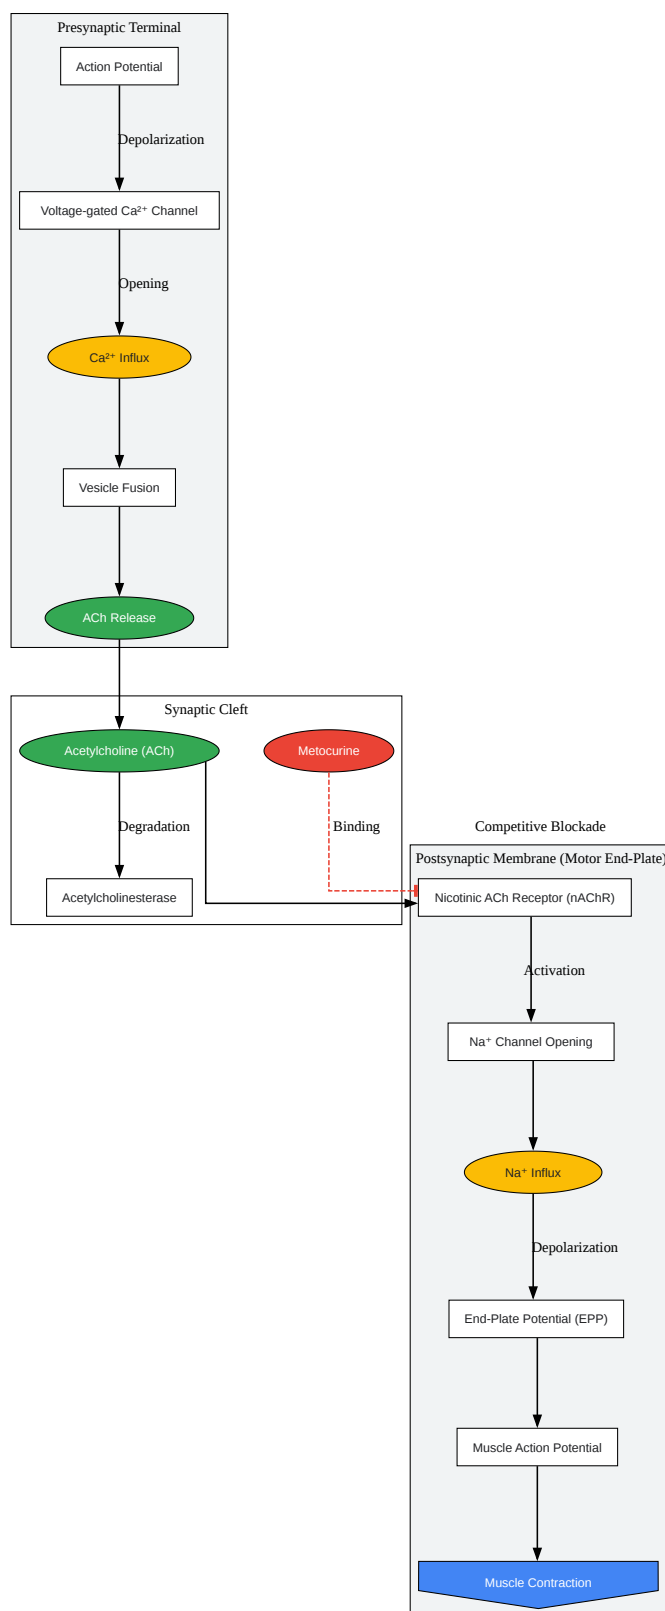 Presynaptic Terminal
Action Potential
Depolarization
Voltage-gated Ca²⁺ Channel
Opening
Ca²⁺ Influx
Vesicle Fusion
ACh Release
Synaptic Cleft
Acetylcholine (ACh)
Metocurine
Degradation
Binding
Acetylcholinesterase
Competitive Blockade
Postsynaptic Membrane (Motor End-Plate)
Nicotinic ACh Receptor (nAChR)
Activation
Na⁺ Channel Opening
Na⁺ Influx
Depolarization
End-Plate Potential (EPP)
Muscle Action Potential
Muscle Contraction